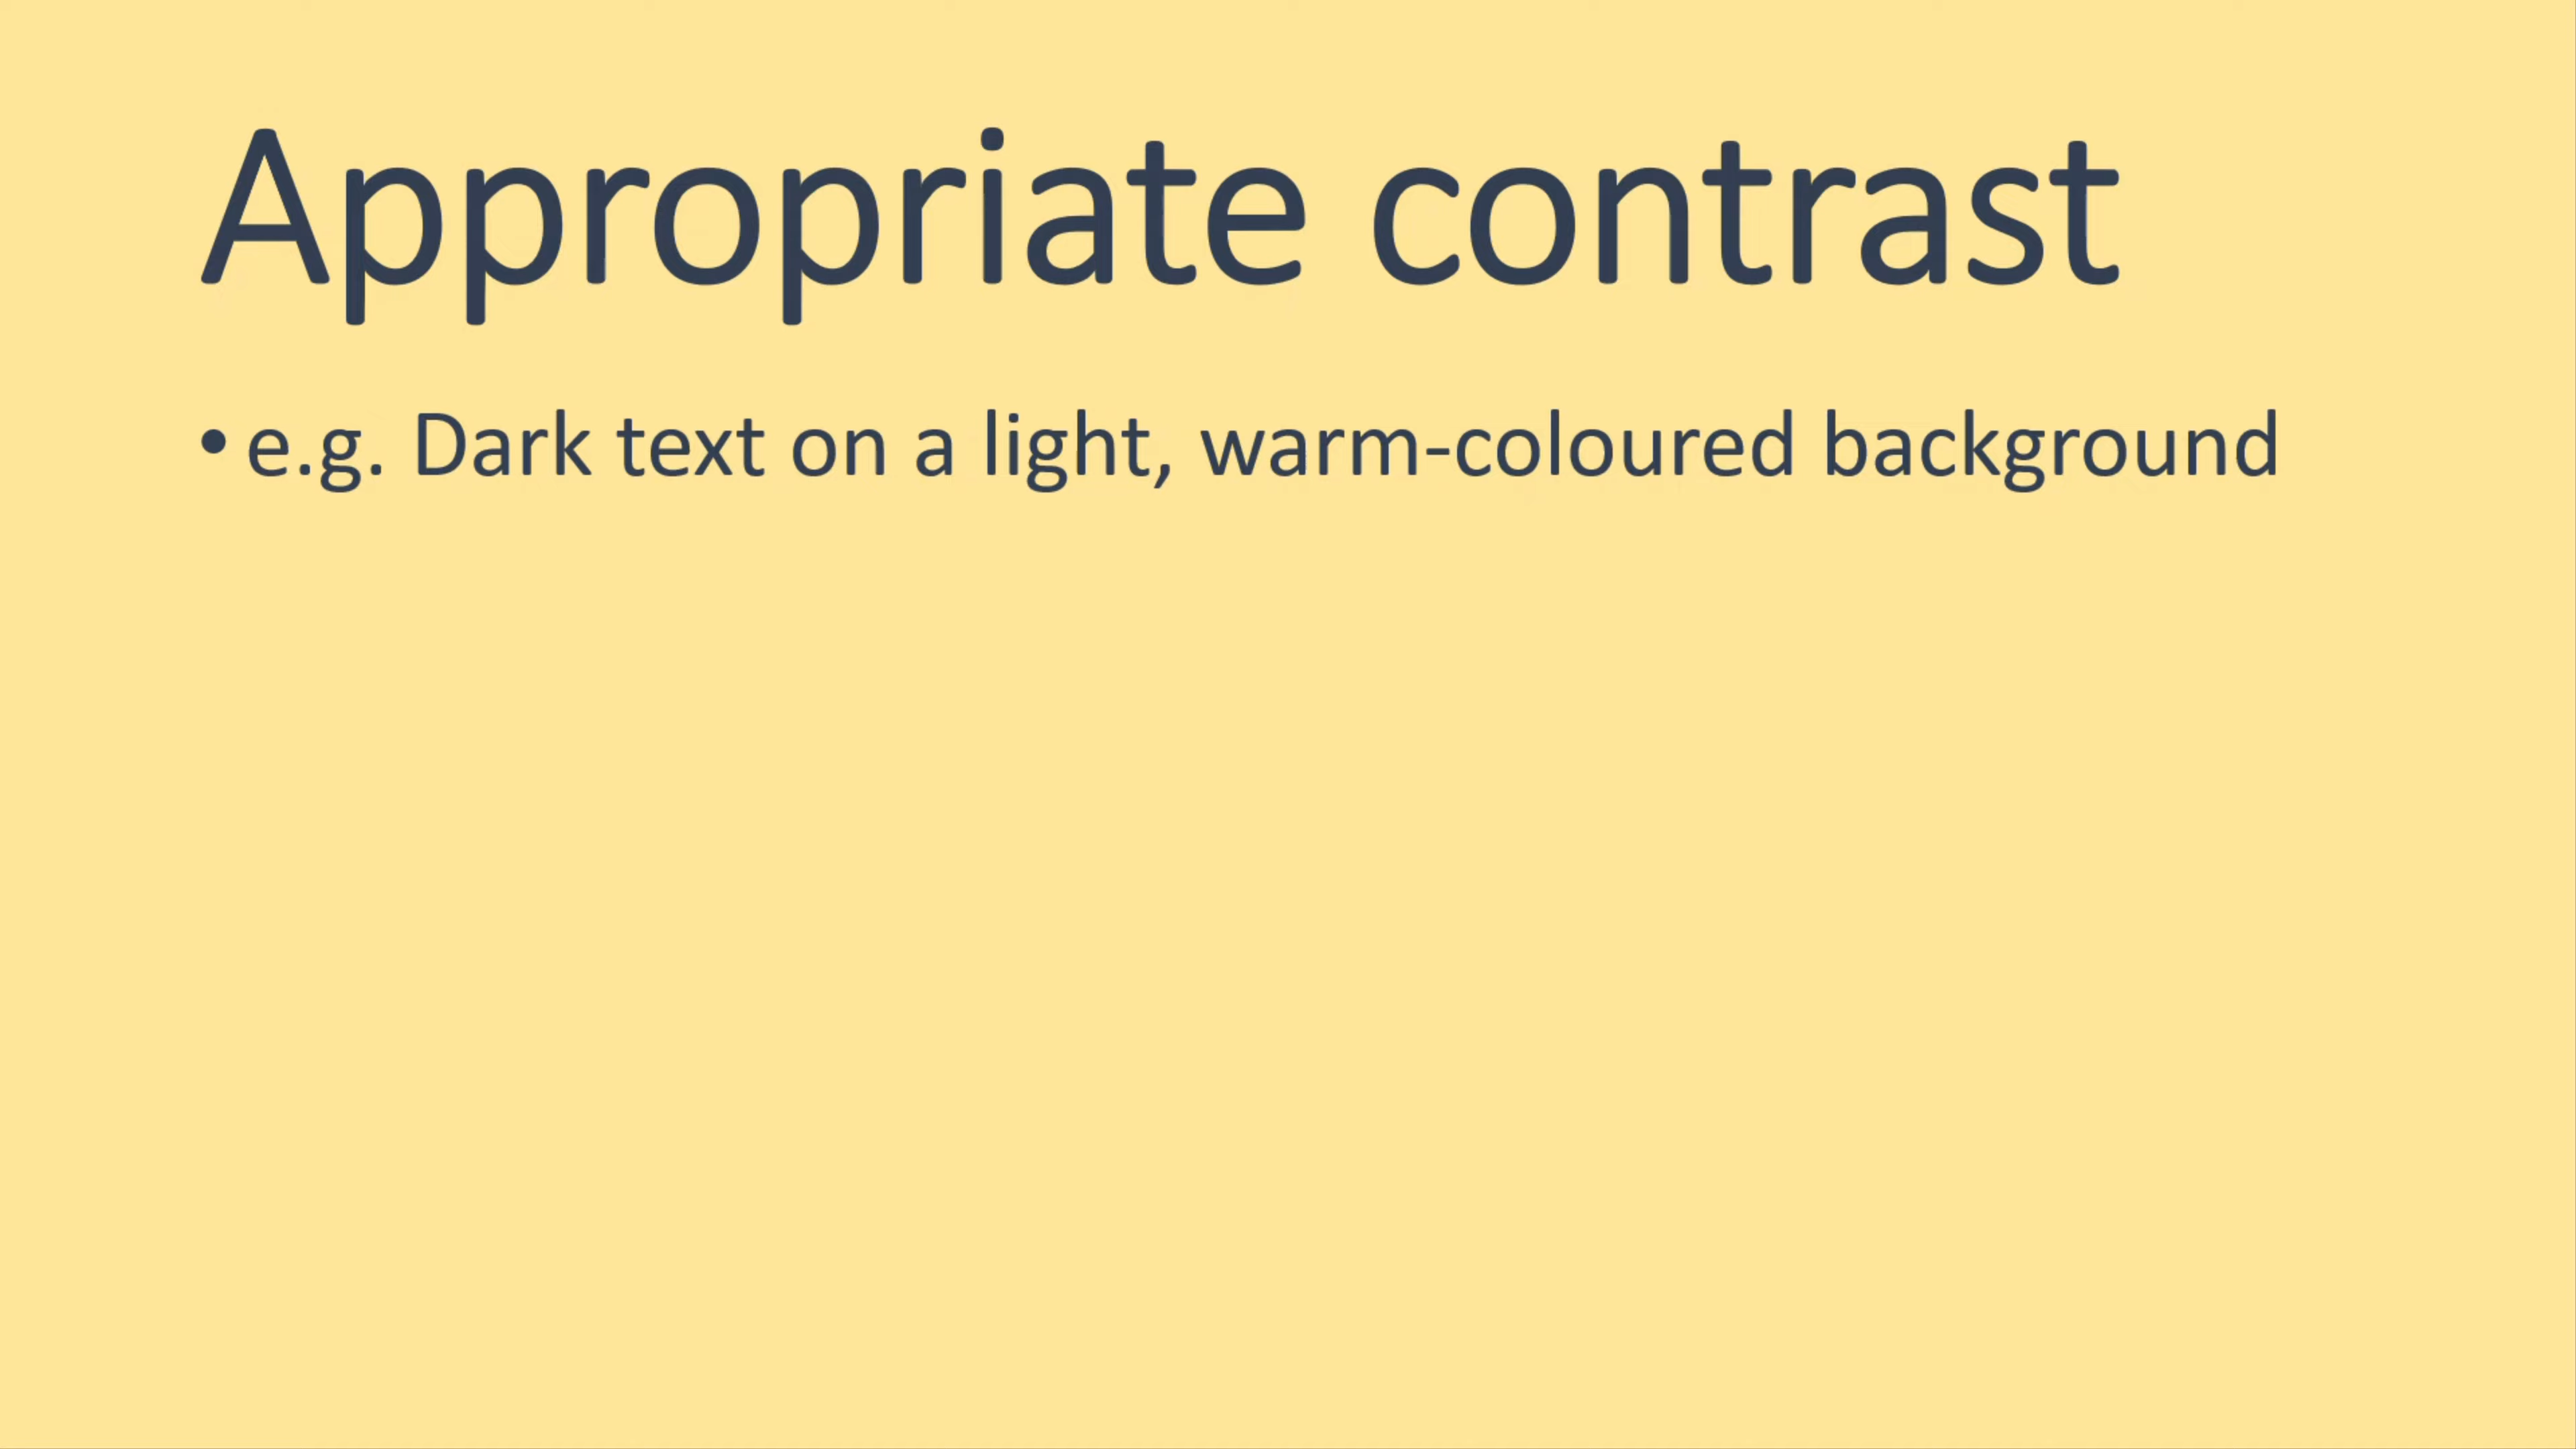 Appropriate contrast
• e.g. Dark text on a light, warm-coloured background